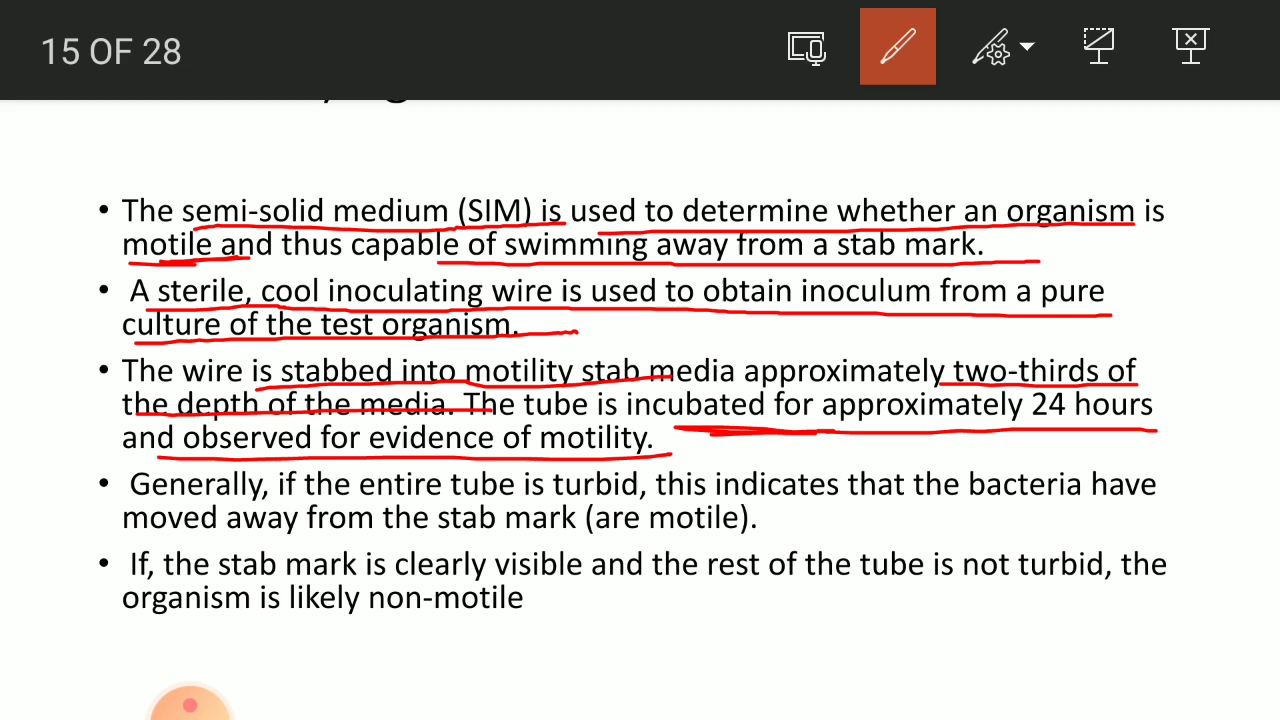 15 OF 28
• The semi-solid medium (SIM) is used to determine whether an organism is
motile and thus capable of swimming away from a stab mark.
• A sterile, cool inoculating wire is used to obtain inoculum from a pure
culture of the test organism.
• The wire is stabbed into motility stab media approximately two-thirds of
the depth of the media. The tube is incubated for approximately 24 hours
and observed for evidence of motility.
• Generally, if the entire tube is turbid, this indicates that the bacteria have
moved away from the stab mark (are motile).
• If, the stab mark is clearly visible and the rest of the tube is not turbid, the
organism is likely non-motile